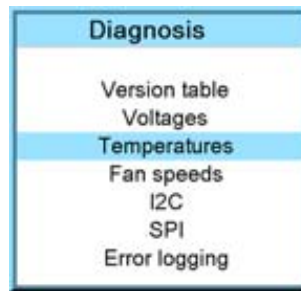 Diagnosis
Version table
Voltages
Temperatures
Fan speeds
I2C
SPI
Error logging